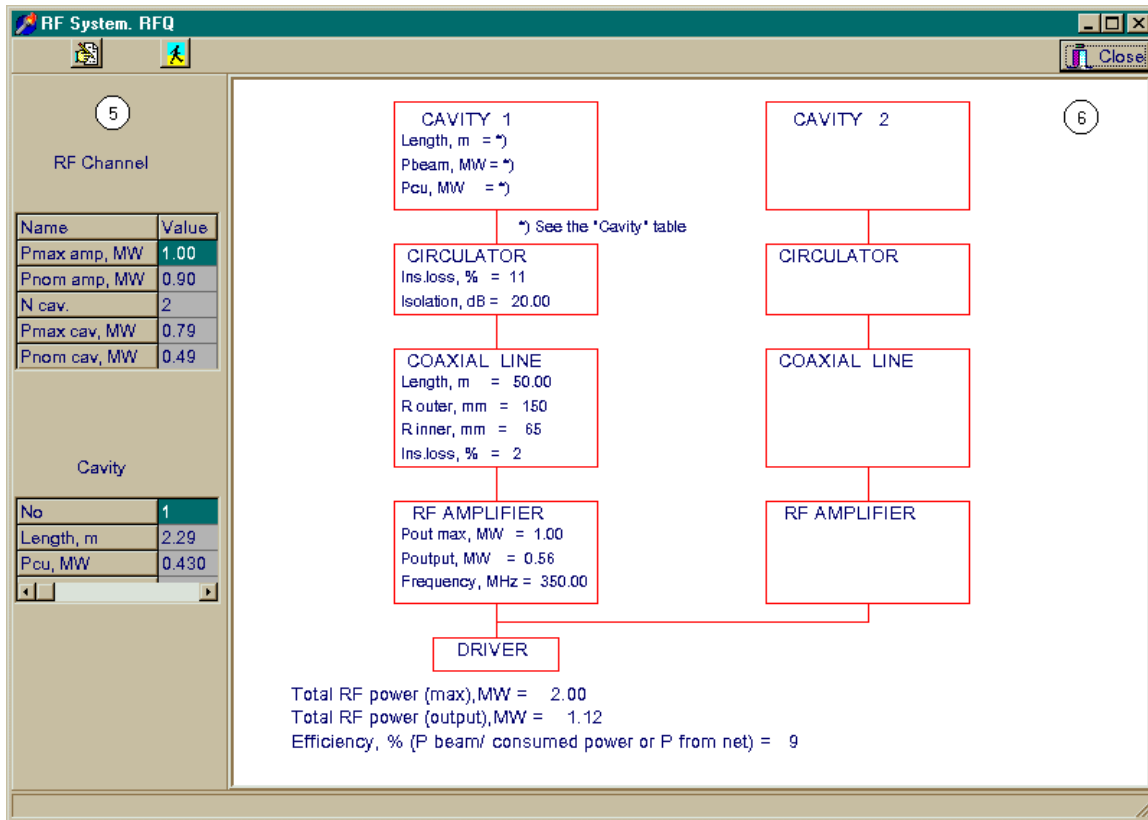 RF System. RFQ
Close
5
RF Channel
Name Value
Pmax amp, MW 1.00
Pnom amp, MW 0.90
N cav. 2
Pmax cav, MW 0.79
Pnom cav, MW 0.49
Cavity
No 1
Length, m 2.29
Pcu, MW 0.430
6
CAVITY 1
Length, m = *)
Pbeam, MW = *)
Pcu, MW = *)
*) See the "Cavity" table
CIRCULATOR
Ins.loss, % = 11
Isolation, dB = 20.00
COAXIAL LINE
Length, m = 50.00
R outer, mm = 150
R inner, mm = 65
Ins.loss, % = 2
RF AMPLIFIER
Pout max, MW = 1.00
Poutput, MW = 0.56
Frequency, MHz = 350.00
CAVITY 2
CIRCULATOR
COAXIAL LINE
RF AMPLIFIER
DRIVER
Total RF power (max),MW = 2.00
Total RF power (output),MW = 1.12
Efficiency, % (P beam/ consumed power or P from net) = 9